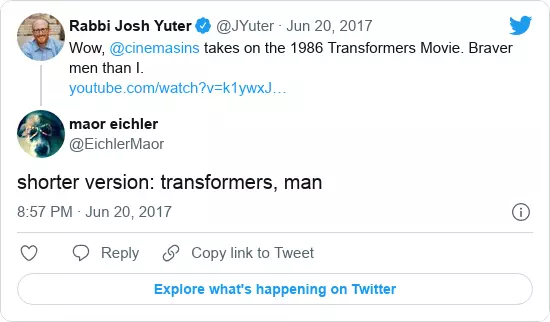 Rabbi Josh Yuter @JYuter · Jun 20, 2017
Wow, @cinemasins takes on the 1986 Transformers Movie. Braver
men than I.
youtube.com/watch?v=k1ywxJ…
maor eichler
@EichlerMaor
shorter version: transformers, man
8:57 PM · Jun 20, 2017
Reply Copy link to Tweet
Explore what's happening on Twitter